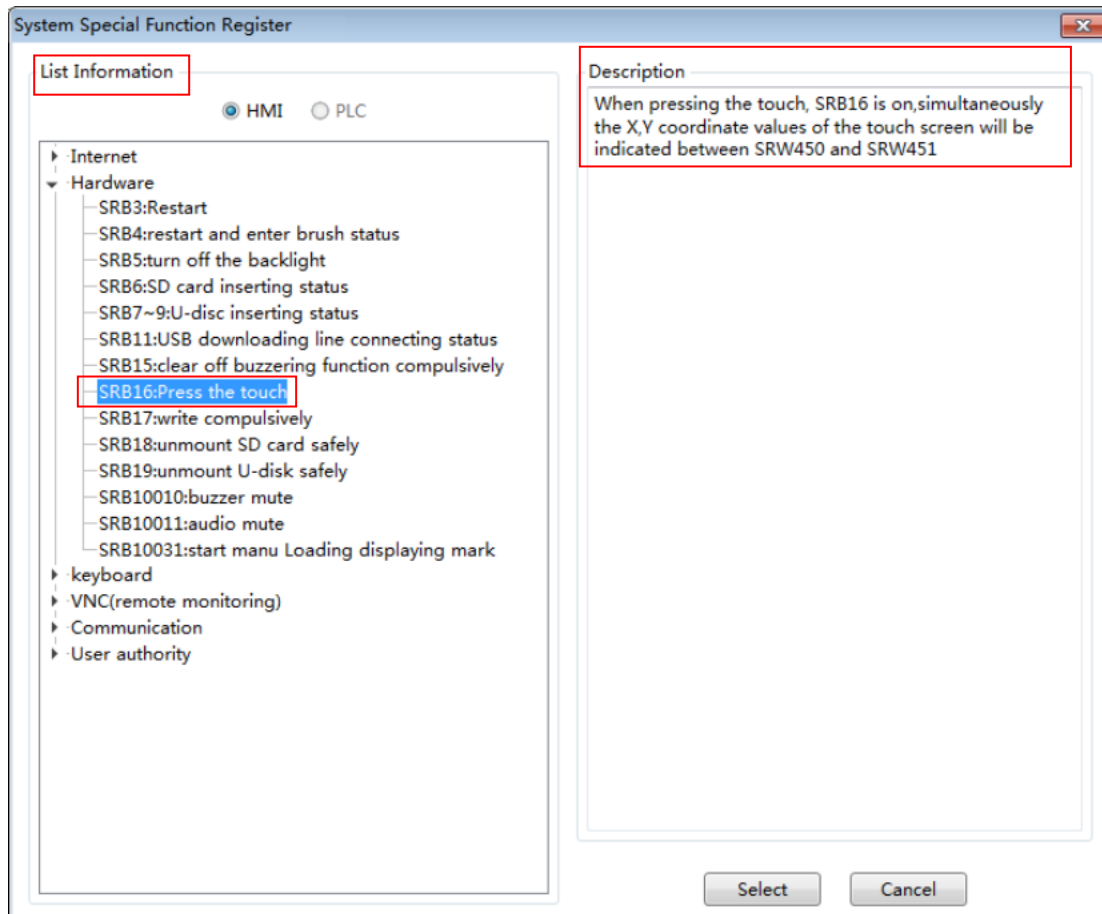 System Special Function Register
List Information
HMI PLC
Internet
Hardware
SRB3:Restart
SRB4:restart and enter brush status
SRB5:turn off the backlight
SRB6:SD card inserting status
SRB7~9:U-disc inserting status
SRB11:USB downloading line connecting status
SRB15:clear off buzzering function compulsively
SRB16:Press the touch
SRB17:write compulsively
SRB18:unmount SD card safely
SRB19:unmount U-disk safely
SRB10010:buzzer mute
SRB10011:audio mute
SRB10031:start manu Loading displaying mark
keyboard
VNC(remote monitoring)
Communication
User authority
Description
When pressing the touch, SRB16 is on,simultaneously
the X,Y coordinate values of the touch screen will be
indicated between SRW450 and SRW451
Select Cancel